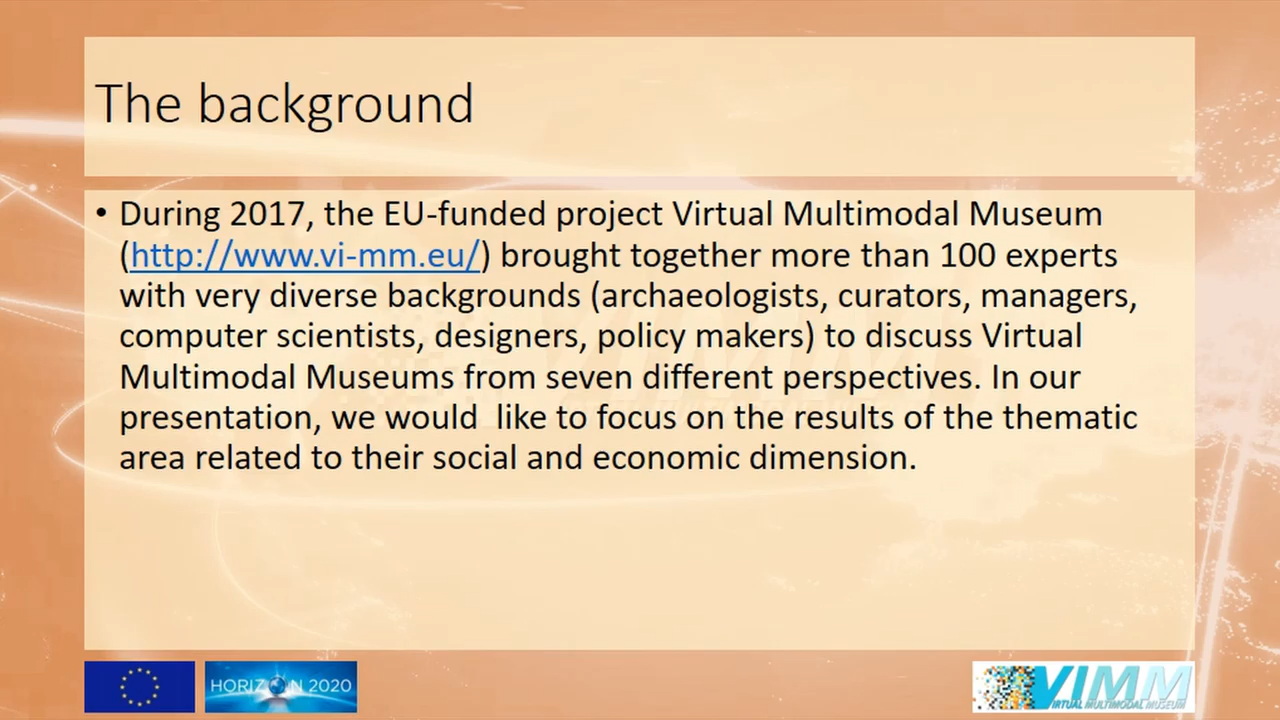 The background
• During 2017, the EU-funded project Virtual Multimodal Museum
(http://www.vi-mm.eu/) brought together more than 100 experts
with very diverse backgrounds (archaeologists, curators, managers,
computer scientists, designers, policy makers) to discuss Virtual
Multimodal Museums from seven different perspectives. In our
presentation, we would  like to focus on the results of the thematic
area related to their social and economic dimension.
HORIZON 2020
VIMM
VIRTUAL MULTIMODAL MUSEUM